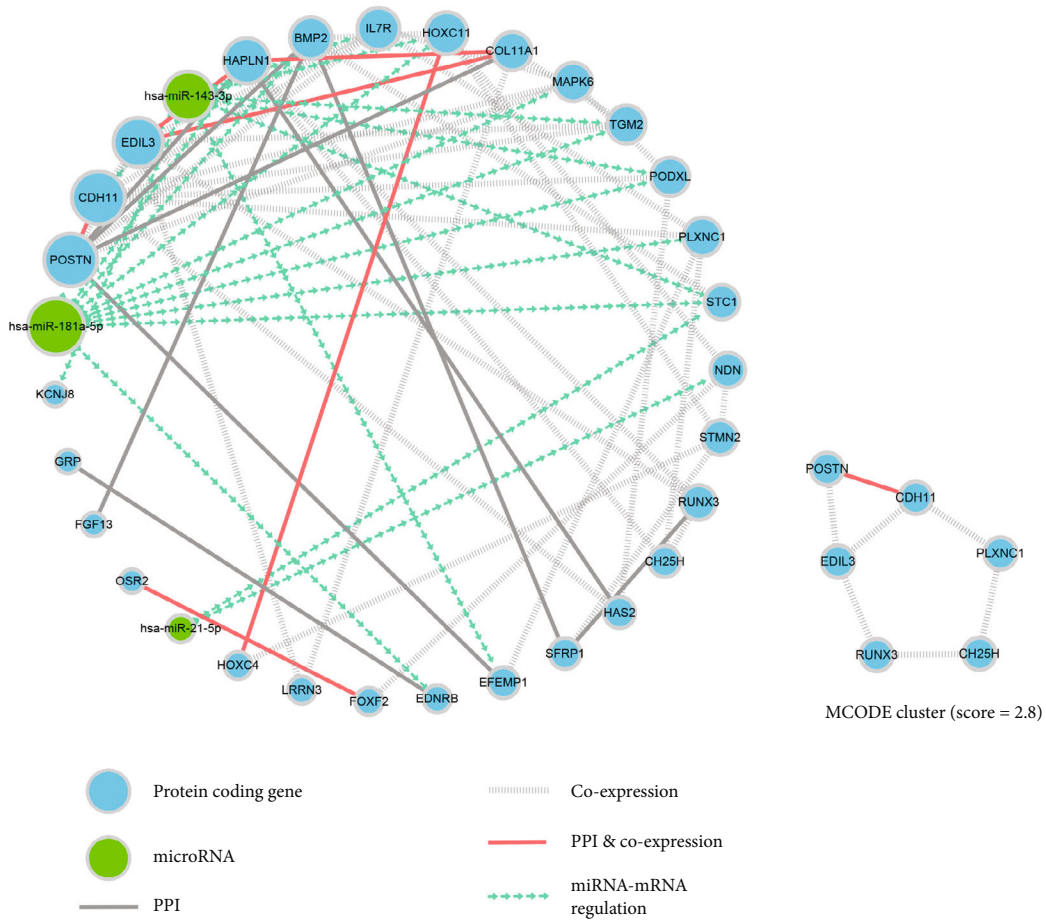 IL7R
BMP2
HOXC11
COL11A1
HAPLN1
MAPK6
hsa-miR-143-3p
TGM2
EDIL3
PODXL
CDH11
PLXNC1
POSTN
STC1
hsa-miR-181a-5p
NDN
KCNJ8
STMN2
GRP
RUNX3
FGF13
CH25H
OSR2
HAS2
hsa-miR-21-5p
SFRP1
HOXC4
EFEMP1
LRRN3
EDNRB
FOXF2
POSTN
CDH11
EDIL3
PLXNC1
RUNX3
CH25H
MCODE cluster (score = 2.8)
Protein coding gene
Co-expression
microRNA
PPI & co-expression
PPI
miRNA-mRNA
regulation